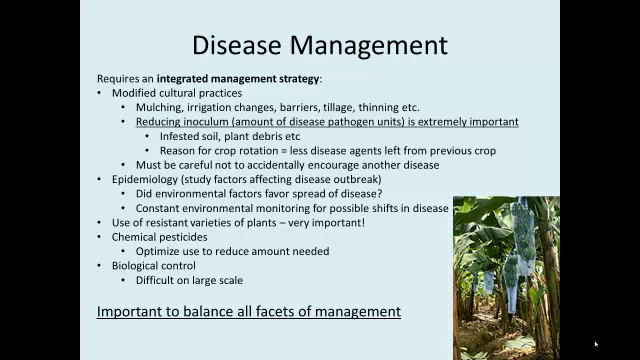 Disease Management
Requires an integrated management strategy:
• Modified cultural practices
• Mulching, irrigation changes, barriers, tillage, thinning etc.
• Reducing inoculum (amount of disease pathogen units) is extremely important
• Infested soil, plant debris etc
• Reason for crop rotation = less disease agents left from previous crop
• Must be careful not to accidentally encourage another disease
• Epidemiology (study factors affecting disease outbreak)
• Did environmental factors favor spread of disease?
• Constant environmental monitoring for possible shifts in disease
• Use of resistant varieties of plants – very important!
• Chemical pesticides
• Optimize use to reduce amount needed
• Biological control
• Difficult on large scale
Important to balance all facets of management